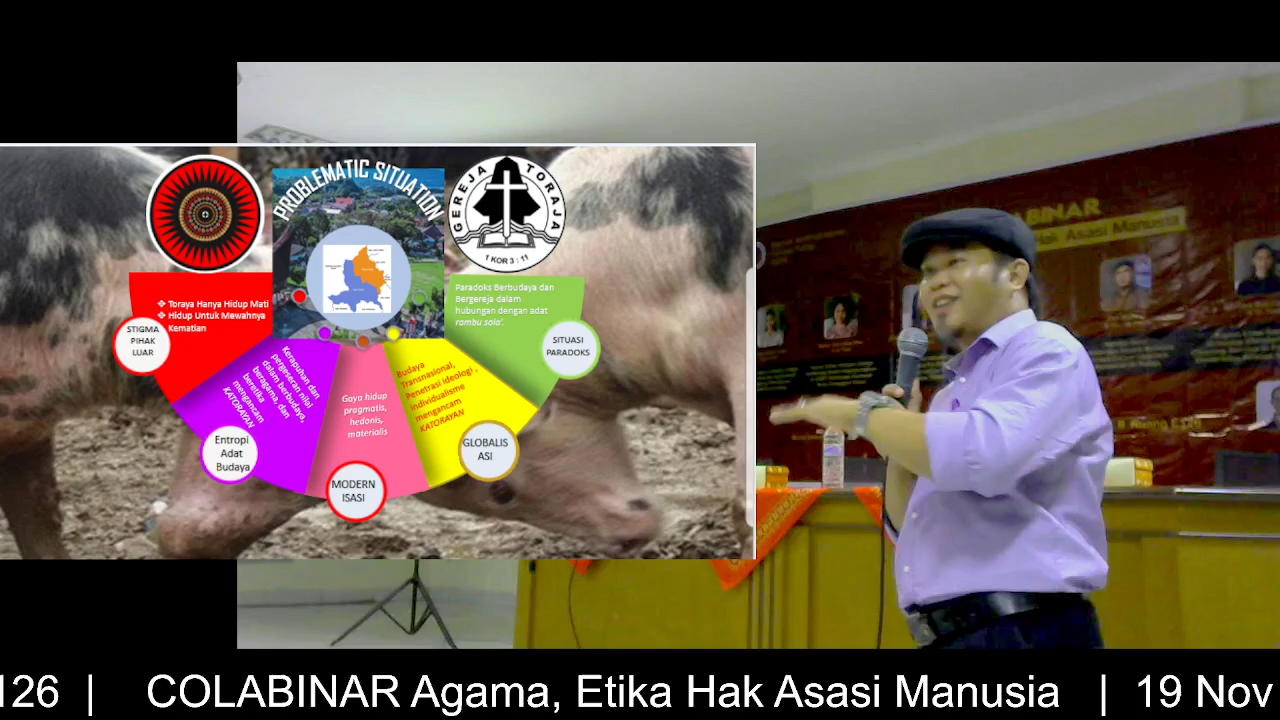 PROBLEMATIC SITUATION
GEREJA TORAJA
1 KOR 3 : 11
❖ Toraya Hanya Hidup Mati
❖ Hidup Untuk Mewahnya
Kematian
STIGMA
PIHAK
LUAR
Kerapuhan dan
pergeseran nilai
dalam berbudaya,
beragama, dan
beretika
mengancam
KATORAYAN
Entropi
Adat
Budaya
Gaya hidup
pragmatis,
hedonis,
materialis
MODERN
ISASI
Budaya
Transnasional,
Penetrasi ideologi,
individualisme
mengancam
KATORAYAN
GLOBALIS
ASI
Paradoks Berbudaya dan
Bergereja dalam
hubungan dengan adat
rambu solo'.
SITUASI
PARADOKS
ABINAR
Hak Asasi Manusia
126 | COLABINAR Agama, Etika Hak Asasi Manusia | 19 Nov